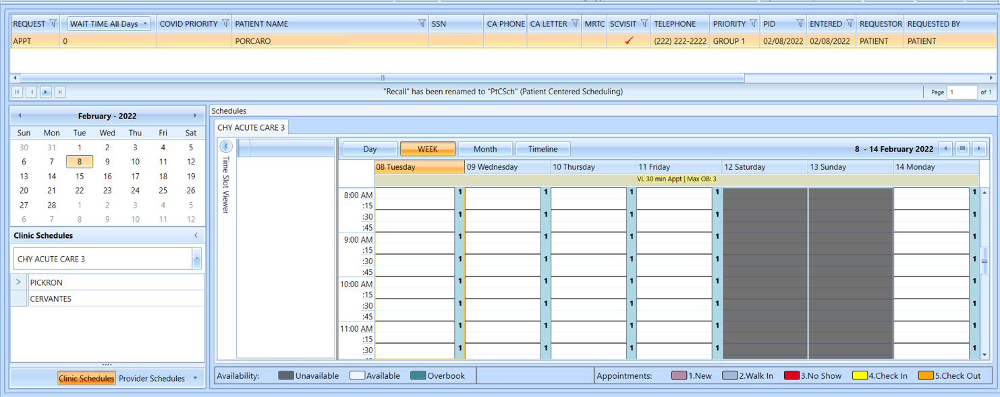 REQUEST WAIT TIME All Days COVID PRIORITY PATIENT NAME SSN CA PHONE CA LETTER MRTC SCVISIT TELEPHONE PRIORITY PID ENTERED REQUESTOR REQUESTED BY
APPT 0 PORCARO (222) 222-2222 GROUP 1 02/08/2022 02/08/2022 PATIENT PATIENT
"Recall" has been renamed to "PtCSch" (Patient Centered Scheduling) Page 1 of 1
February - 2022
Sun Mon Tue Wed Thu Fri Sat
30 31 1 2 3 4 5
6 7 8 9 10 11 12
13 14 15 16 17 18 19
20 21 22 23 24 25 26
27 28 1 2 3 4 5
6 7 8 9 10 11 12
Clinic Schedules
CHY ACUTE CARE 3
PICKRON
CERVANTES
Clinic Schedules Provider Schedules
Schedules
CHY ACUTE CARE 3
Time Slot Viewer
Day WEEK Month Timeline 8 - 14 February 2022
08 Tuesday 09 Wednesday 10 Thursday 11 Friday 12 Saturday 13 Sunday 14 Monday
VL 30 min Appt | Max OB: 3
8:00 AM 1 1 1 1 1
:15
:30 1 1 1 1 1
:45
9:00 AM 1 1 1 1 1
:15
:30 1 1 1 1 1
:45
10:00 AM 1 1 1 1 1
:15
:30 1 1 1 1 1
:45
11:00 AM 1 1 1 1 1
:15
:30 1 1 1 1 1
Availability: Unavailable Available Overbook Appointments: 1.New 2.Walk In 3.No Show 4.Check In 5.Check Out